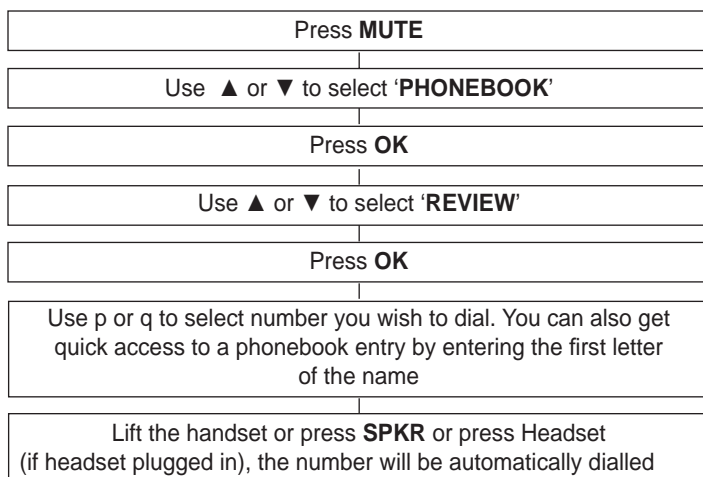 Press MUTE
Use ▲ or ▼ to select ‘PHONEBOOK’
Press OK
Use ▲ or ▼ to select ‘REVIEW’
Press OK
Use p or q to select number you wish to dial. You can also get
quick access to a phonebook entry by entering the first letter
of the name
Lift the handset or press SPKR or press Headset
(if headset plugged in), the number will be automatically dialled